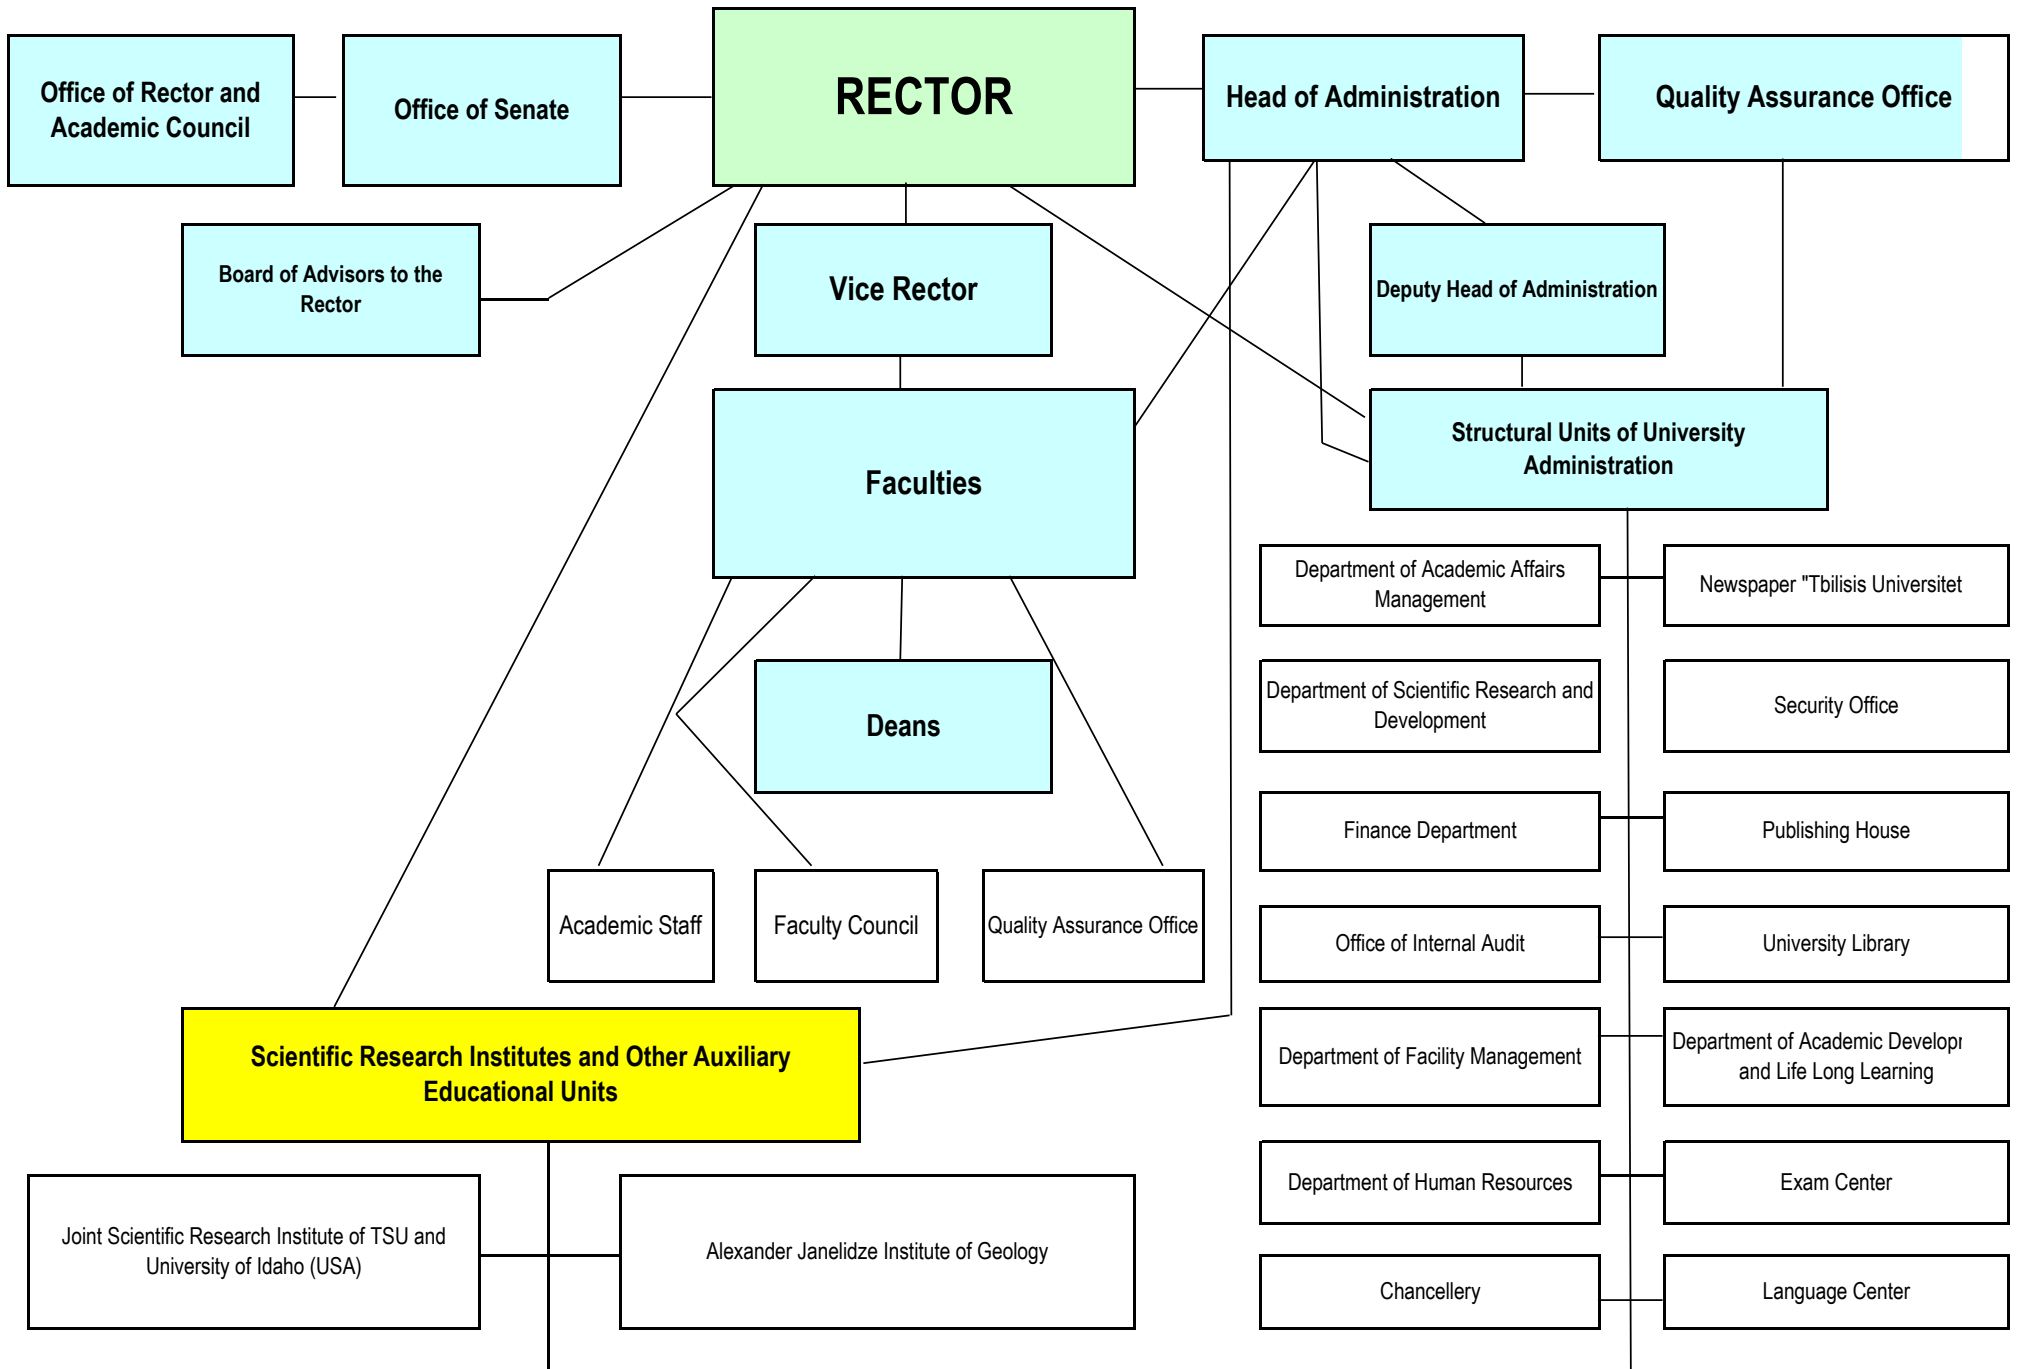 Office of Rector and
Academic Council
Office of Senate
RECTOR
Head of Administration
Quality Assurance Office
Board of Advisors to the
Rector
Vice Rector
Deputy Head of Administration
Faculties
Structural Units of University
Administration
Department of Academic Affairs
Management
Newspaper "Tbilisis Universitet
Department of Scientific Research and
Development
Security Office
Deans
Finance Department
Publishing House
Academic Staff
Faculty Council
Quality Assurance Office
Office of Internal Audit
University Library
Scientific Research Institutes and Other Auxiliary
Educational Units
Department of Facility Management
Department of Academic Develop
and Life Long Learning
Department of Human Resources
Exam Center
Joint Scientific Research Institute of TSU and
University of Idaho (USA)
Alexander Janelidze Institute of Geology
Chancellery
Language Center